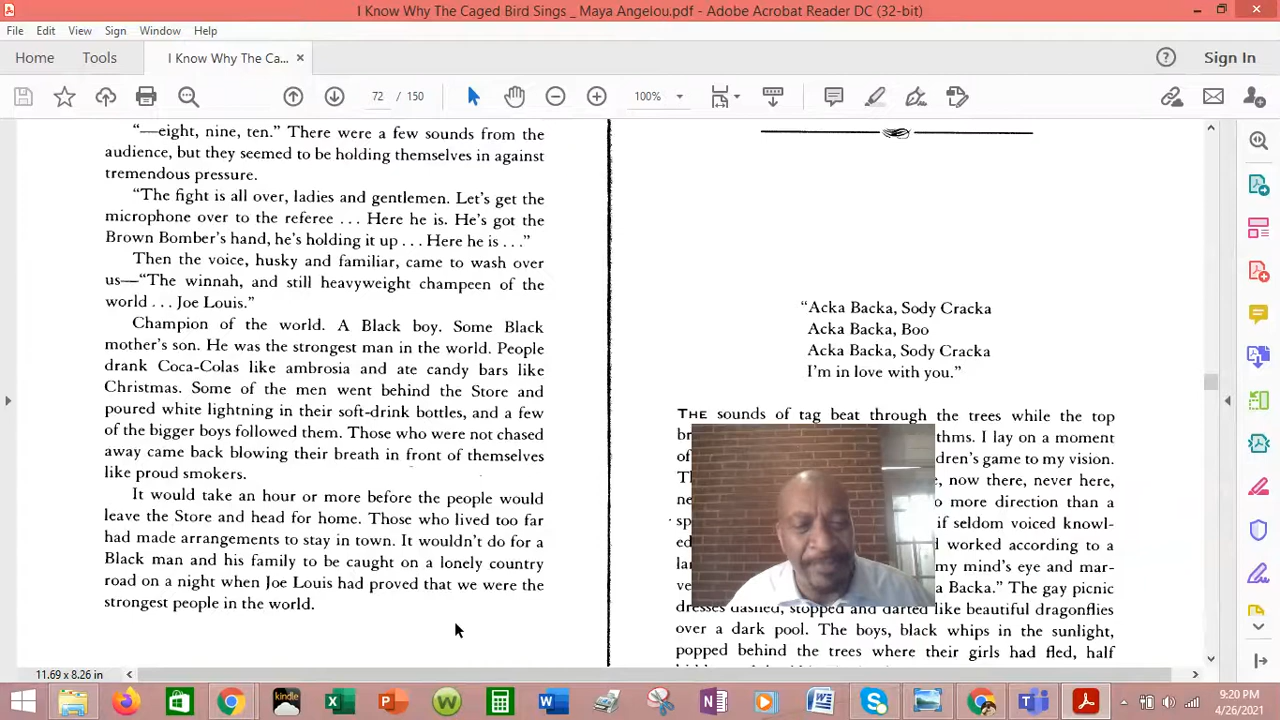 I Know Why The Caged Bird Sings _ Maya Angelou.pdf - Adobe Acrobat Reader DC (32-bit)
File Edit View Sign Window Help
Home Tools I Know Why The Ca... × Sign In
72 / 150 100%
“—eight, nine, ten.” There were a few sounds from the
audience, but they seemed to be holding themselves in against
tremendous pressure.
“The fight is all over, ladies and gentlemen. Let’s get the
microphone over to the referee . . . Here he is. He’s got the
Brown Bomber’s hand, he’s holding it up . . . Here he is . . .”
Then the voice, husky and familiar, came to wash over
us—“The winnah, and still heavyweight champeen of the
world . . . Joe Louis.”
Champion of the world. A Black boy. Some Black
mother’s son. He was the strongest man in the world. People
drank Coca-Colas like ambrosia and ate candy bars like
Christmas. Some of the men went behind the Store and
poured white lightning in their soft-drink bottles, and a few
of the bigger boys followed them. Those who were not chased
away came back blowing their breath in front of themselves
like proud smokers.
It would take an hour or more before the people would
leave the Store and head for home. Those who lived too far
had made arrangements to stay in town. It wouldn’t do for a
Black man and his family to be caught on a lonely country
road on a night when Joe Louis had proved that we were the
strongest people in the world.
“Acka Backa, Sody Cracka
Acka Backa, Boo
Acka Backa, Sody Cracka
I’m in love with you.”
THE sounds of tag beat through the trees while the top
thms. I lay on a moment
dren’s game to my vision.
, now there, never here,
o more direction than a
if seldom voiced knowl-
worked according to a
my mind’s eye and mar-
a Backa.” The gay picnic
dresses dashed, stopped and darted like beautiful dragonflies
over a dark pool. The boys, black whips in the sunlight,
popped behind the trees where their girls had fled, half
11.69 x 8.26 in
kindle
9:20 PM
4/26/2021